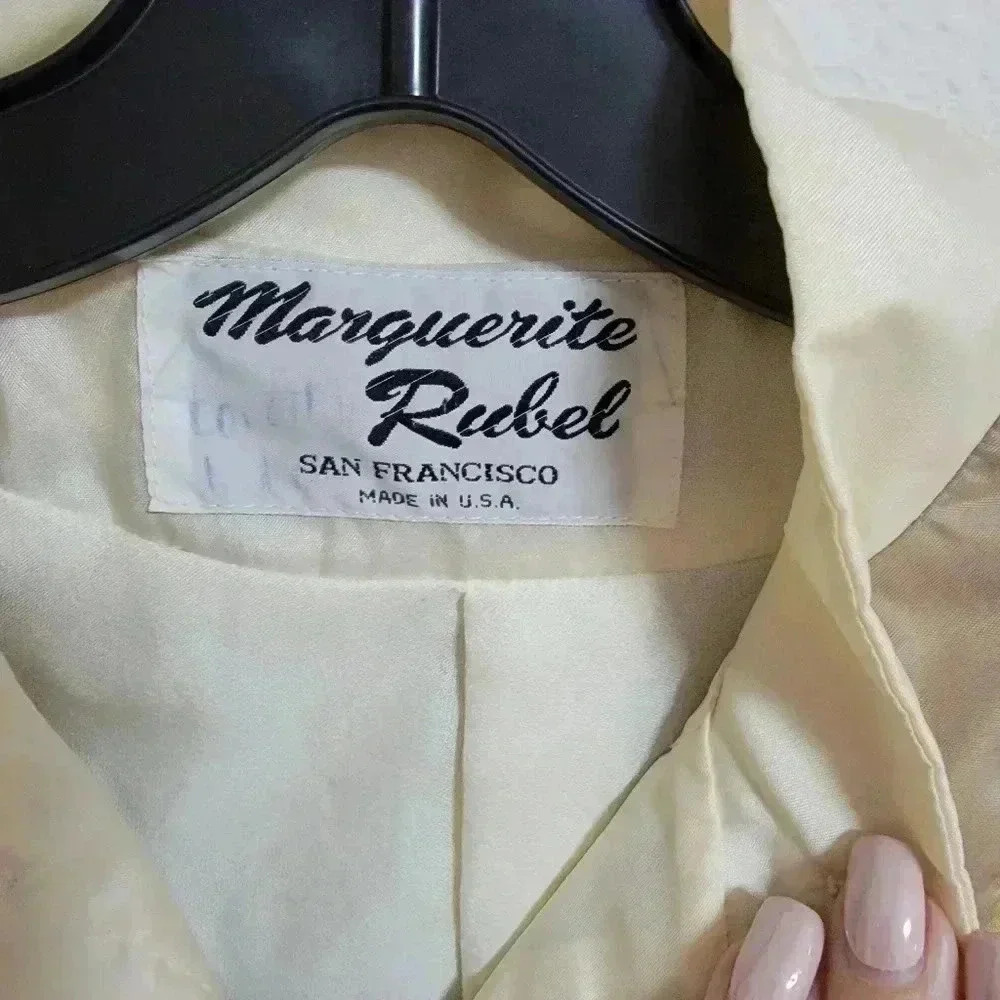 Marguerite
Rubel
SAN FRANCISCO
MADE IN U.S.A.